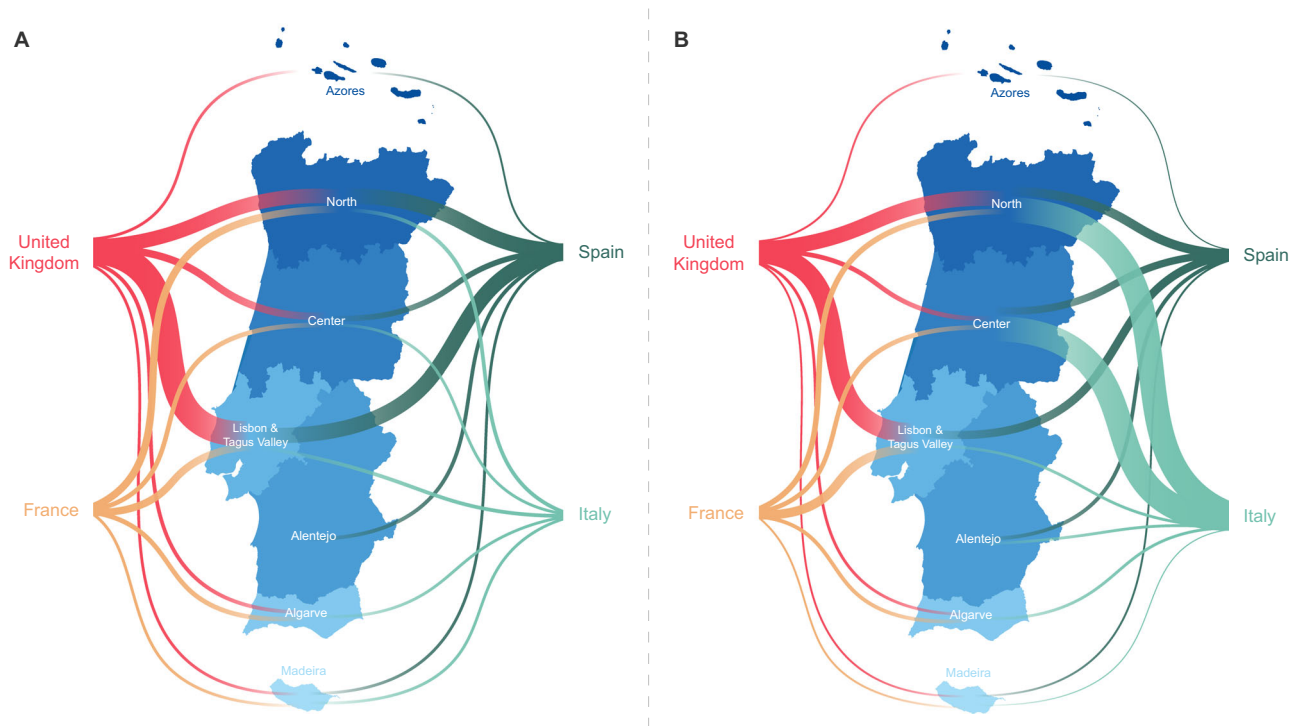 A
Azores
North
United
Kingdom
Spain
Center
Lisbon &
Tagus Valley
France
Italy
Alentejo
Algarve
Madeira
B
Azores
North
United
Kingdom
Spain
Center
Lisbon &
Tagus Valley
France
Italy
Alentejo
Algarve
Madeira